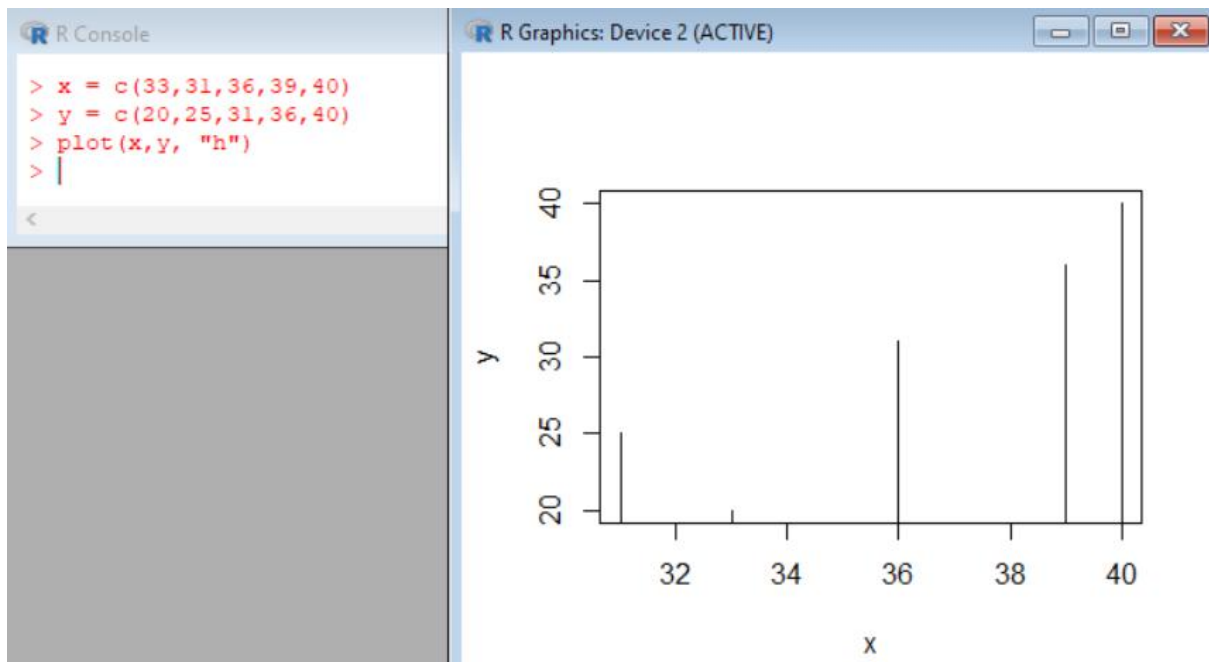 R Console
> x = c(33,31,36,39,40)
> y = c(20,25,31,36,40)
> plot(x,y, "h")
>
R Graphics: Device 2 (ACTIVE)
40
35
30
25
20
y
32 34 36 38 40
x